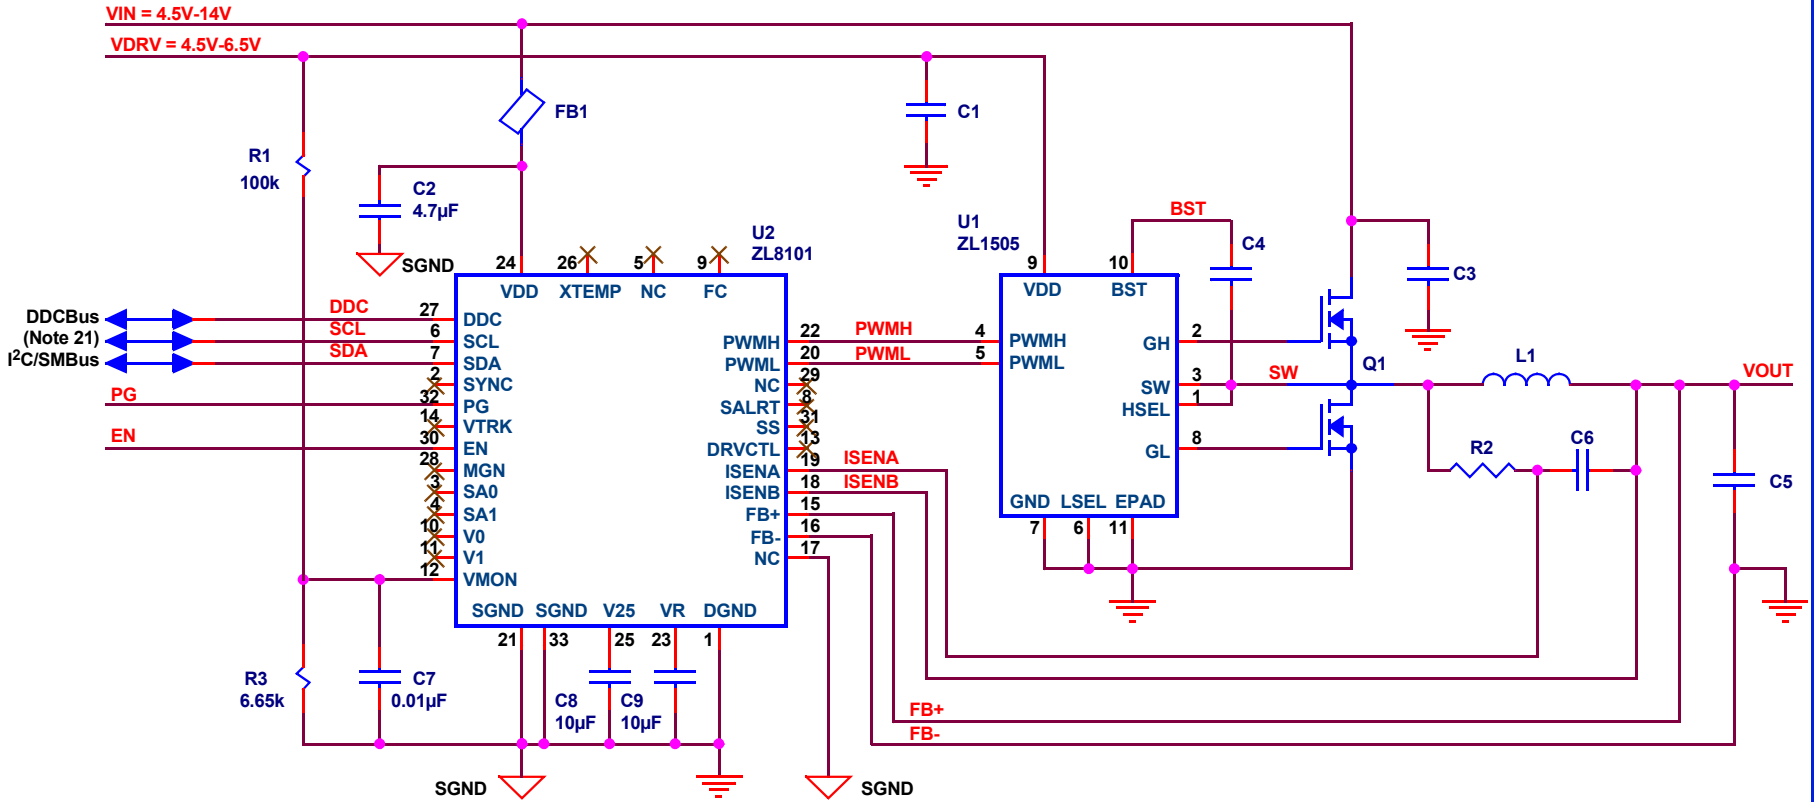 VIN = 4.5V-14V
VDRV = 4.5V-6.5V
FB1
C1
R1
100k
C2
4.7µF
SGND
U2
ZL8101
U1
ZL1505
BST
C4
C3
24
26
5
9
VDD
XTEMP
NC
FC
9
10
VDD
BST
DDCBus
(Note 21)
I²C/SMBus
DDC
SCL
SDA
PG
EN
27
6
7
2
32
14
30
28
3
4
10
11
12
DDC
SCL
SDA
SYNC
PG
VTRK
EN
MGN
SA0
SA1
V0
V1
VMON
PWMH
PWML
NC
SALRT
SS
DRVCTL
ISENA
ISENB
FB+
FB-
NC
22
20
29
8
31
13
19
18
15
16
17
PWMH
PWML
ISENA
ISENB
4
5
PWMH
PWML
GH
SW
HSEL
GL
2
3
1
8
SW
Q1
L1
VOUT
R2
C6
C5
GND
LSEL
EPAD
7
6
11
SGND
SGND
V25
VR
DGND
21
33
25
23
1
R3
6.65k
C7
0.01µF
C8
10µF
C9
10µF
FB+
FB-
SGND
SGND